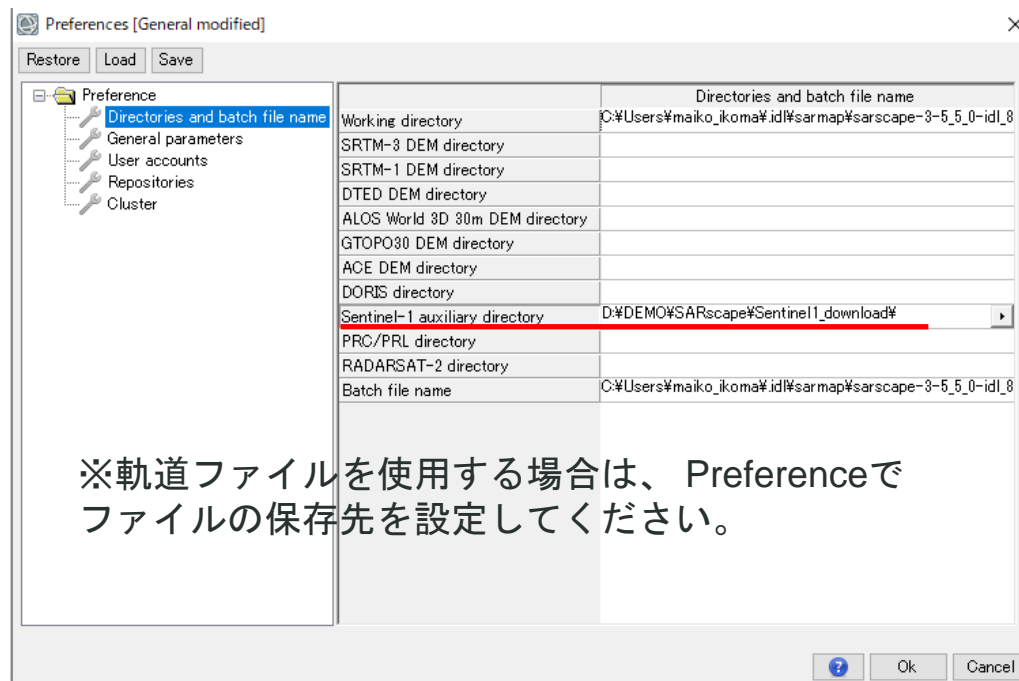 Preferences [General modified]
Restore Load Save
Preference
Directories and batch file name
General parameters
User accounts
Repositories
Cluster
Directories and batch file name
Working directory C:¥Users¥maiko_ikoma¥.idl¥sarmap¥sarscape-3-5_5_0-idl_8
SRTM-3 DEM directory
SRTM-1 DEM directory
DTED DEM directory
ALOS World 3D 30m DEM directory
GTOPO30 DEM directory
ACE DEM directory
DORIS directory
Sentinel-1 auxiliary directory D:¥DEMO¥SARscape¥Sentinel1_download¥
PRC/PRL directory
RADARSAT-2 directory
Batch file name C:¥Users¥maiko_ikoma¥.idl¥sarmap¥sarscape-3-5_5_0-idl_8
※軌道ファイルを使用する場合は、 Preferenceで
ファイルの保存先を設定してください。
Ok Cancel